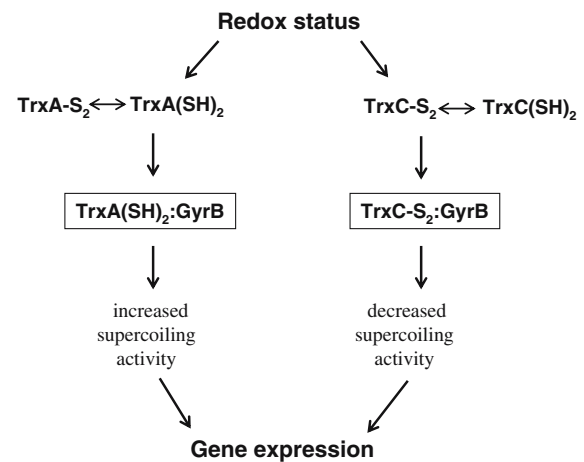 Redox status
TrxA-S₂↔TrxA(SH)₂
TrxC-S₂↔TrxC(SH)₂
TrxA(SH)₂:GyrB
TrxC-S₂:GyrB
increased
supercoiling
activity
decreased
supercoiling
activity
Gene expression